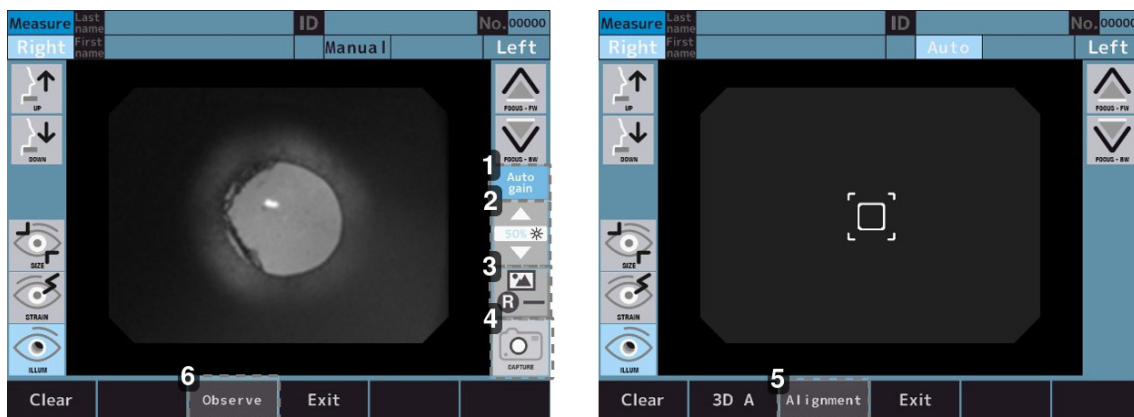 Measure Last name ID No. 00000
Right First name Manual Left
UP
FOCUS - FW
DOWN
FOCUS - BW
1
Auto
gain
2
50%
3
SIZE
R
STRAIN
4
ILLUM
CAPTURE
6
Clear Observe Exit
Measure Last name ID No. 00000
Right First name Auto Left
UP
FOCUS - FW
DOWN
FOCUS - BW
SIZE
STRAIN
ILLUM
5
Clear 3D A Alignment Exit